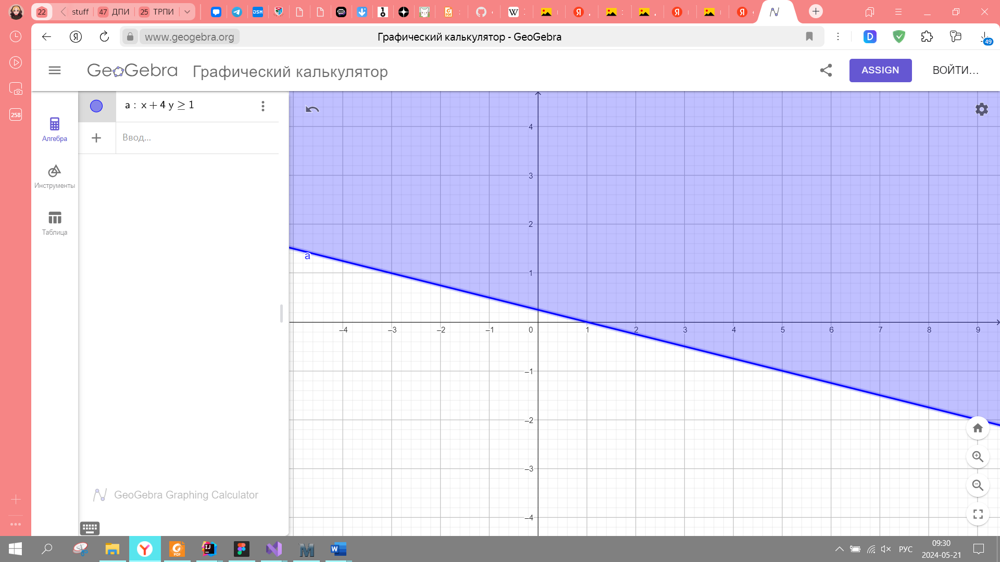 22 stuff 47 ДПИ 25 ТРПИ
www.geogebra.org Графический калькулятор - GeoGebra 49
GeoGebra Графический калькулятор ASSIGN ВОЙТИ...
258
Алгебра
Инструменты
Таблица
a : x + 4 y ≥ 1
Ввод...
GeoGebra Graphing Calculator
a
4
3
2
1
–4 –3 –2 –1 0 1 2 3 4 5 6 7 8 9
–1
–2
–3
–4
РУС 09:30
2024-05-21